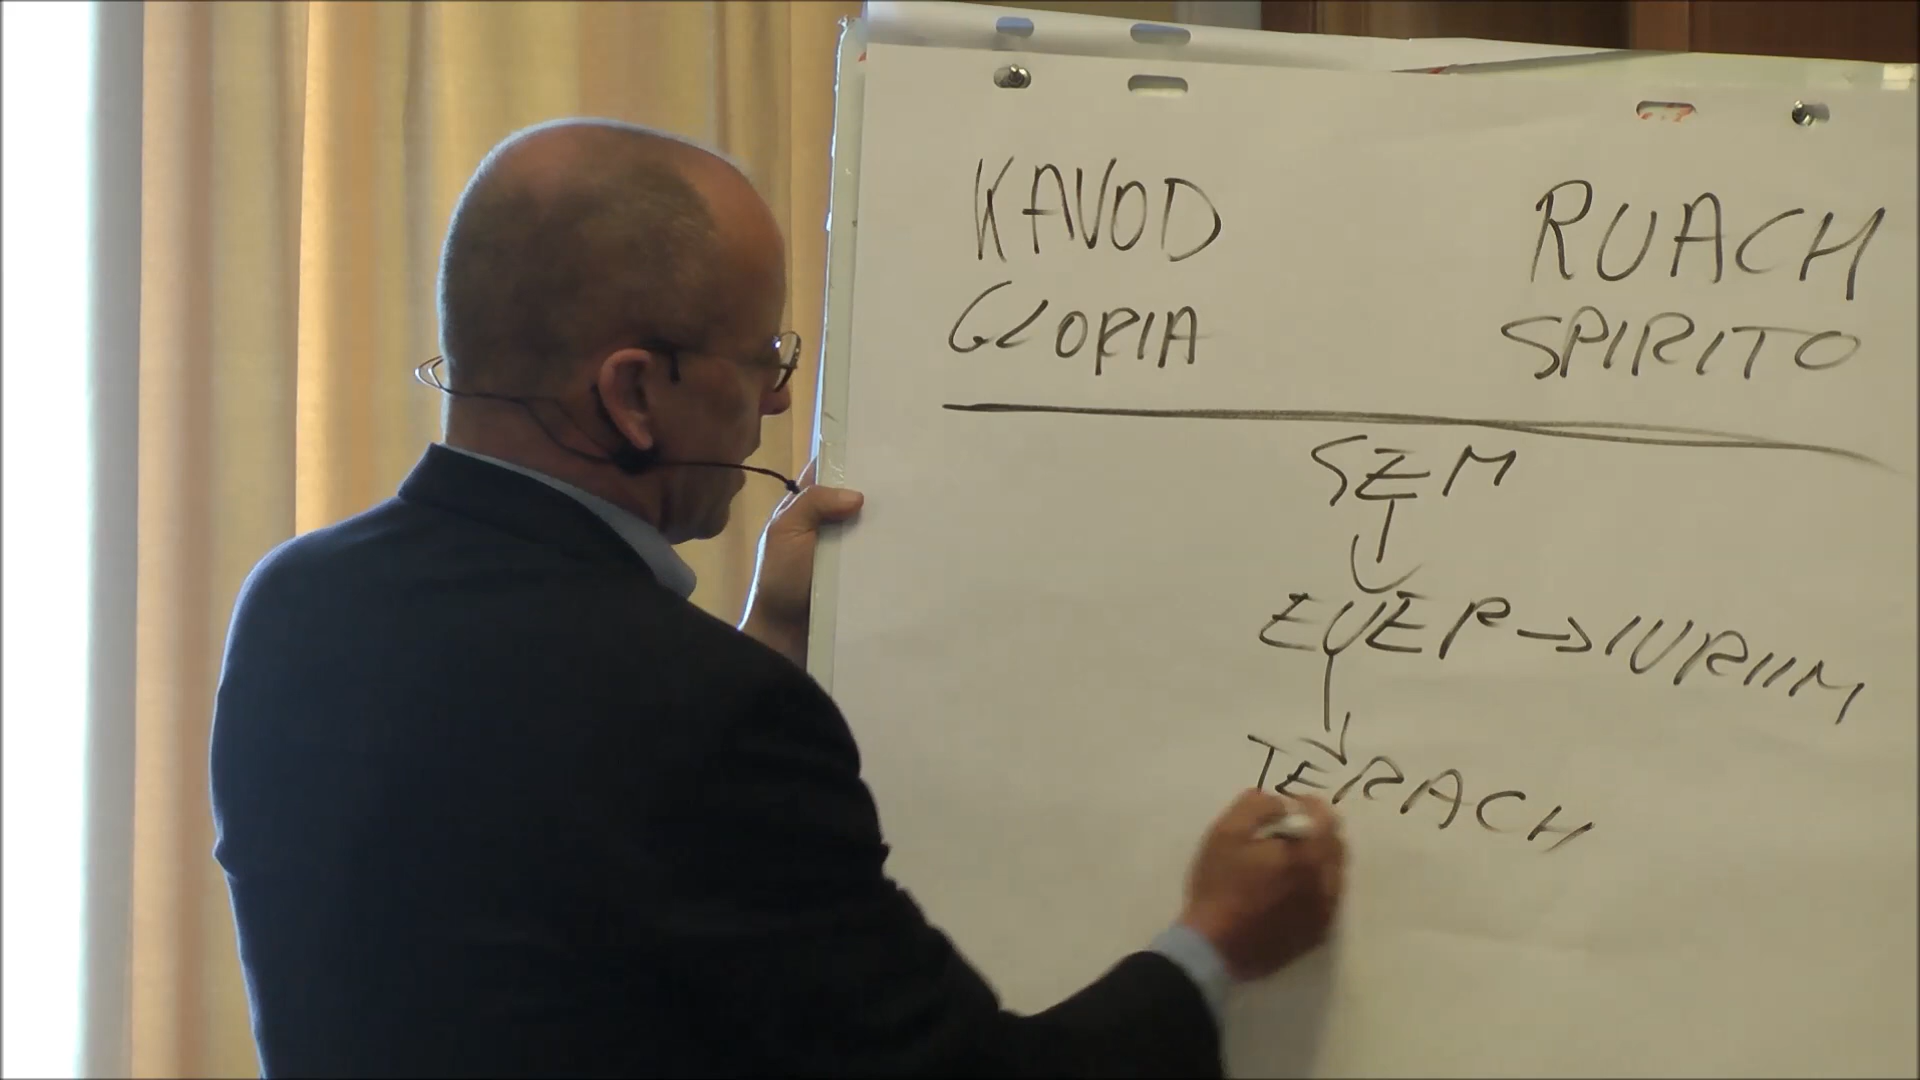 KAVOD RUACH
GLORIA SPIRITO
SEM
EVER → IVRIIM
TERACH